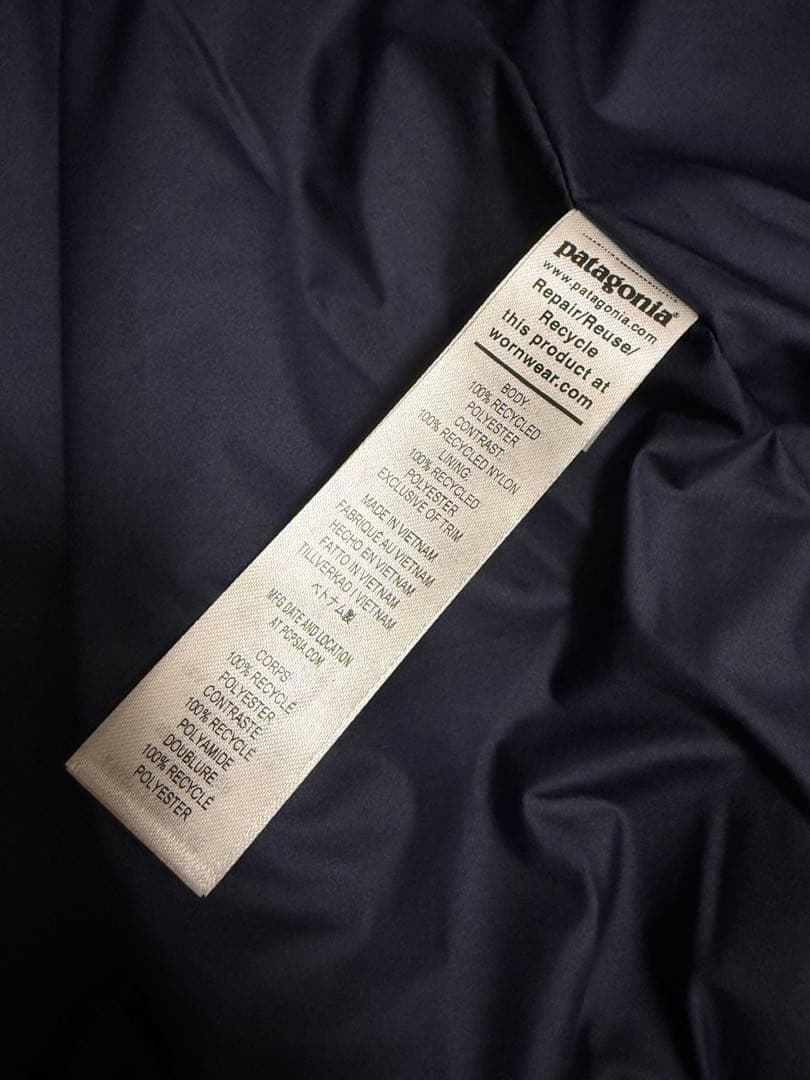 patagonia®
www.patagonia.com
Repair/Reuse/
Recycle
this product at
wornwear.com
BODY:
100% RECYCLED
POLYESTER
CONTRAST:
100% RECYCLED NYLON
LINING:
100% RECYCLED
POLYESTER
EXCLUSIVE OF TRIM
MADE IN VIETNAM
FABRIQUÉ AU VIETNAM
HECHO EN VIETNAM
FATTO IN VIETNAM
TILLVERKAD I VIETNAM
ベトナム製
MFG DATE AND LOCATION
AT PCPSIA.COM
CORPS:
100% RECYCLÉ
POLYESTER
CONTRASTE:
100% RECYCLÉ
POLYAMIDE
DOUBLURE:
100% RECYCLÉ
POLYESTER